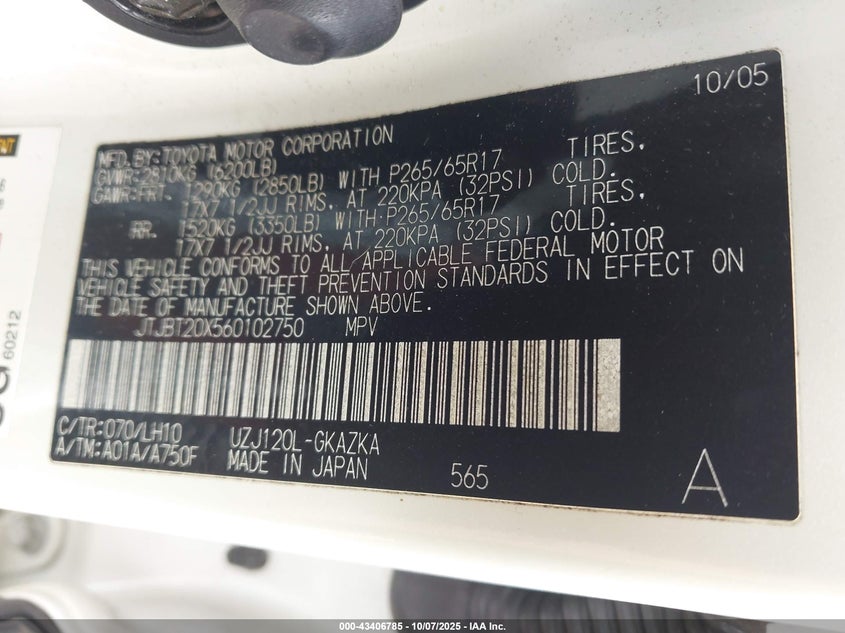 10/05
MFD.BY:TOYOTA MOTOR CORPORATION
GVWR:2810KG (6200LB)
GAWR:FRT. 1290KG (2850LB) WITH P265/65R17 TIRES,
17X7 1/2JJ RIMS, AT 220KPA (32PSI) COLD.
RR. 1520KG (3350LB) WITH P265/65R17 TIRES,
17X7 1/2JJ RIMS, AT 220KPA (32PSI) COLD.
THIS VEHICLE CONFORMS TO ALL APPLICABLE FEDERAL MOTOR
VEHICLE SAFETY AND THEFT PREVENTION STANDARDS IN EFFECT ON
THE DATE OF MANUFACTURE SHOWN ABOVE.
JTJBT20X560102750 MPV
C/TR:070/LH10 UZJ120L-GKAZKA
A/TM:A01A/A750F MADE IN JAPAN 565
A
60212
000-43406785 - 10/07/2025 - IAA Inc.